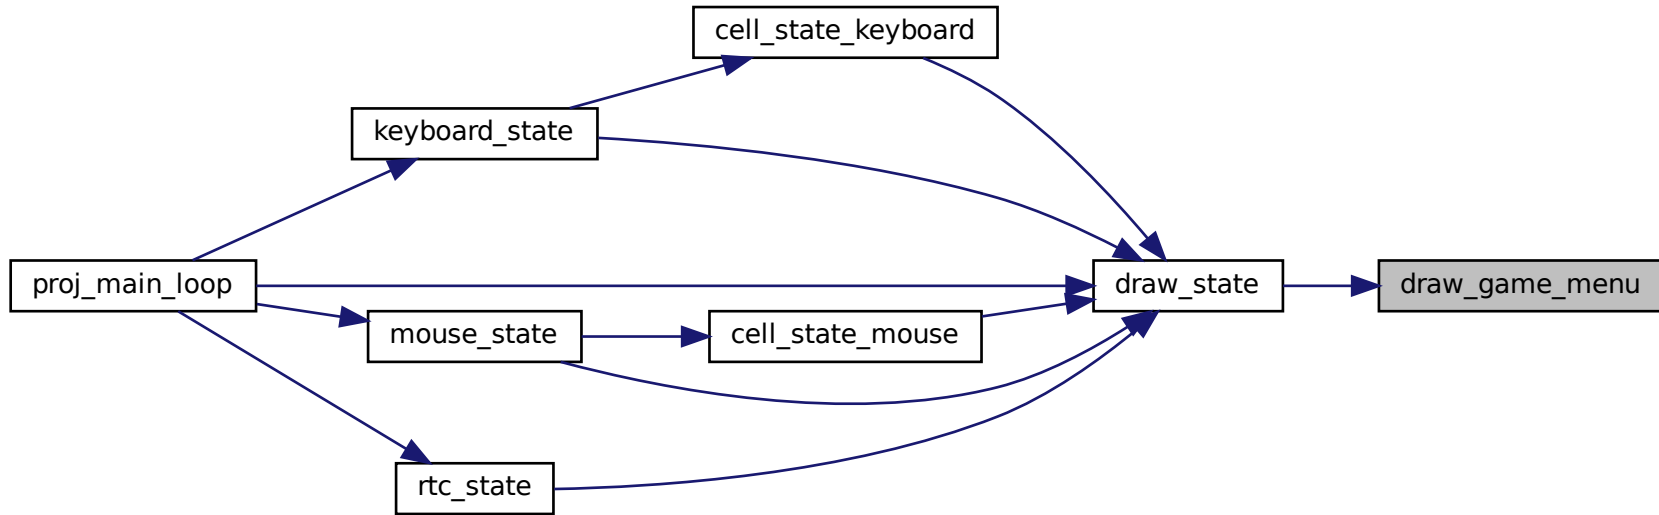 cell_state_keyboard
keyboard_state
proj_main_loop
draw_state
draw_game_menu
mouse_state
cell_state_mouse
rtc_state